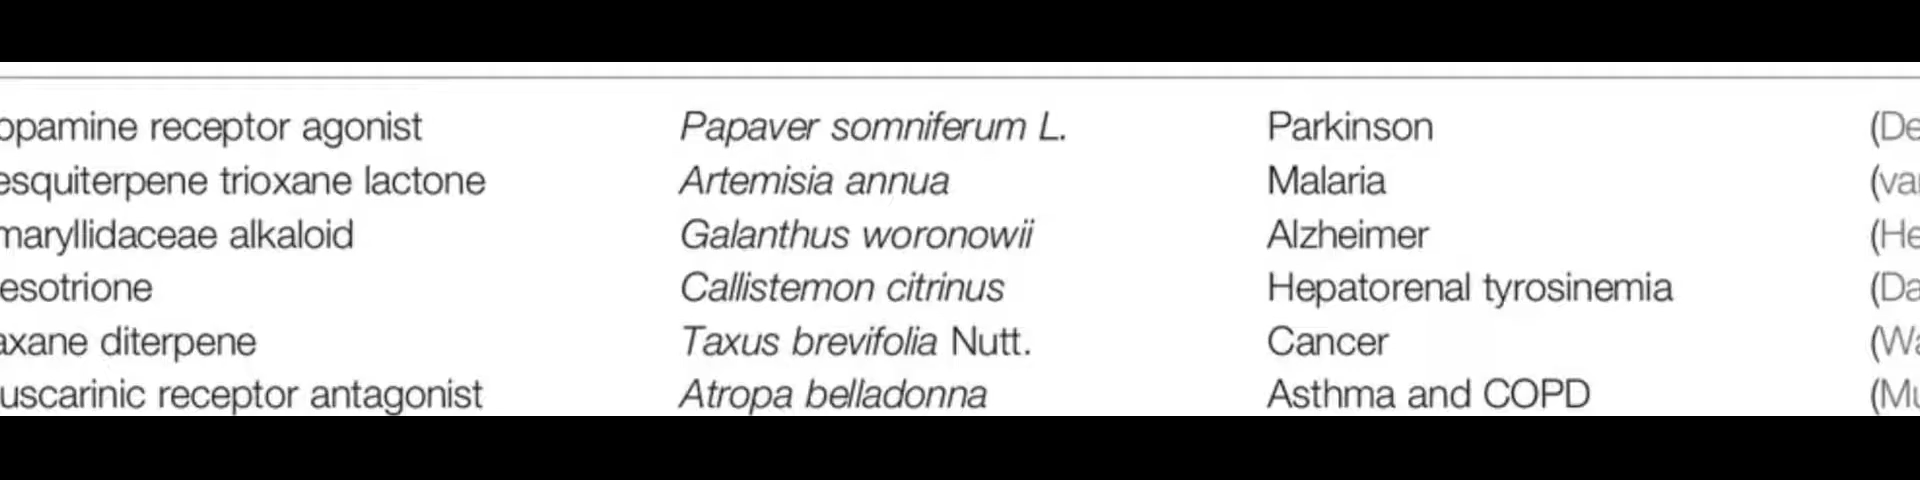 opamine receptor agonist Papaver somniferum L. Parkinson (De
esquiterpene trioxane lactone Artemisia annua Malaria (va
maryllidaceae alkaloid Galanthus woronowii Alzheimer (He
esotrione Callistemon citrinus Hepatorenal tyrosinemia (Da
axane diterpene Taxus brevifolia Nutt. Cancer (Wa
uscarinic receptor antagonist Atropa belladonna Asthma and COPD (Mu